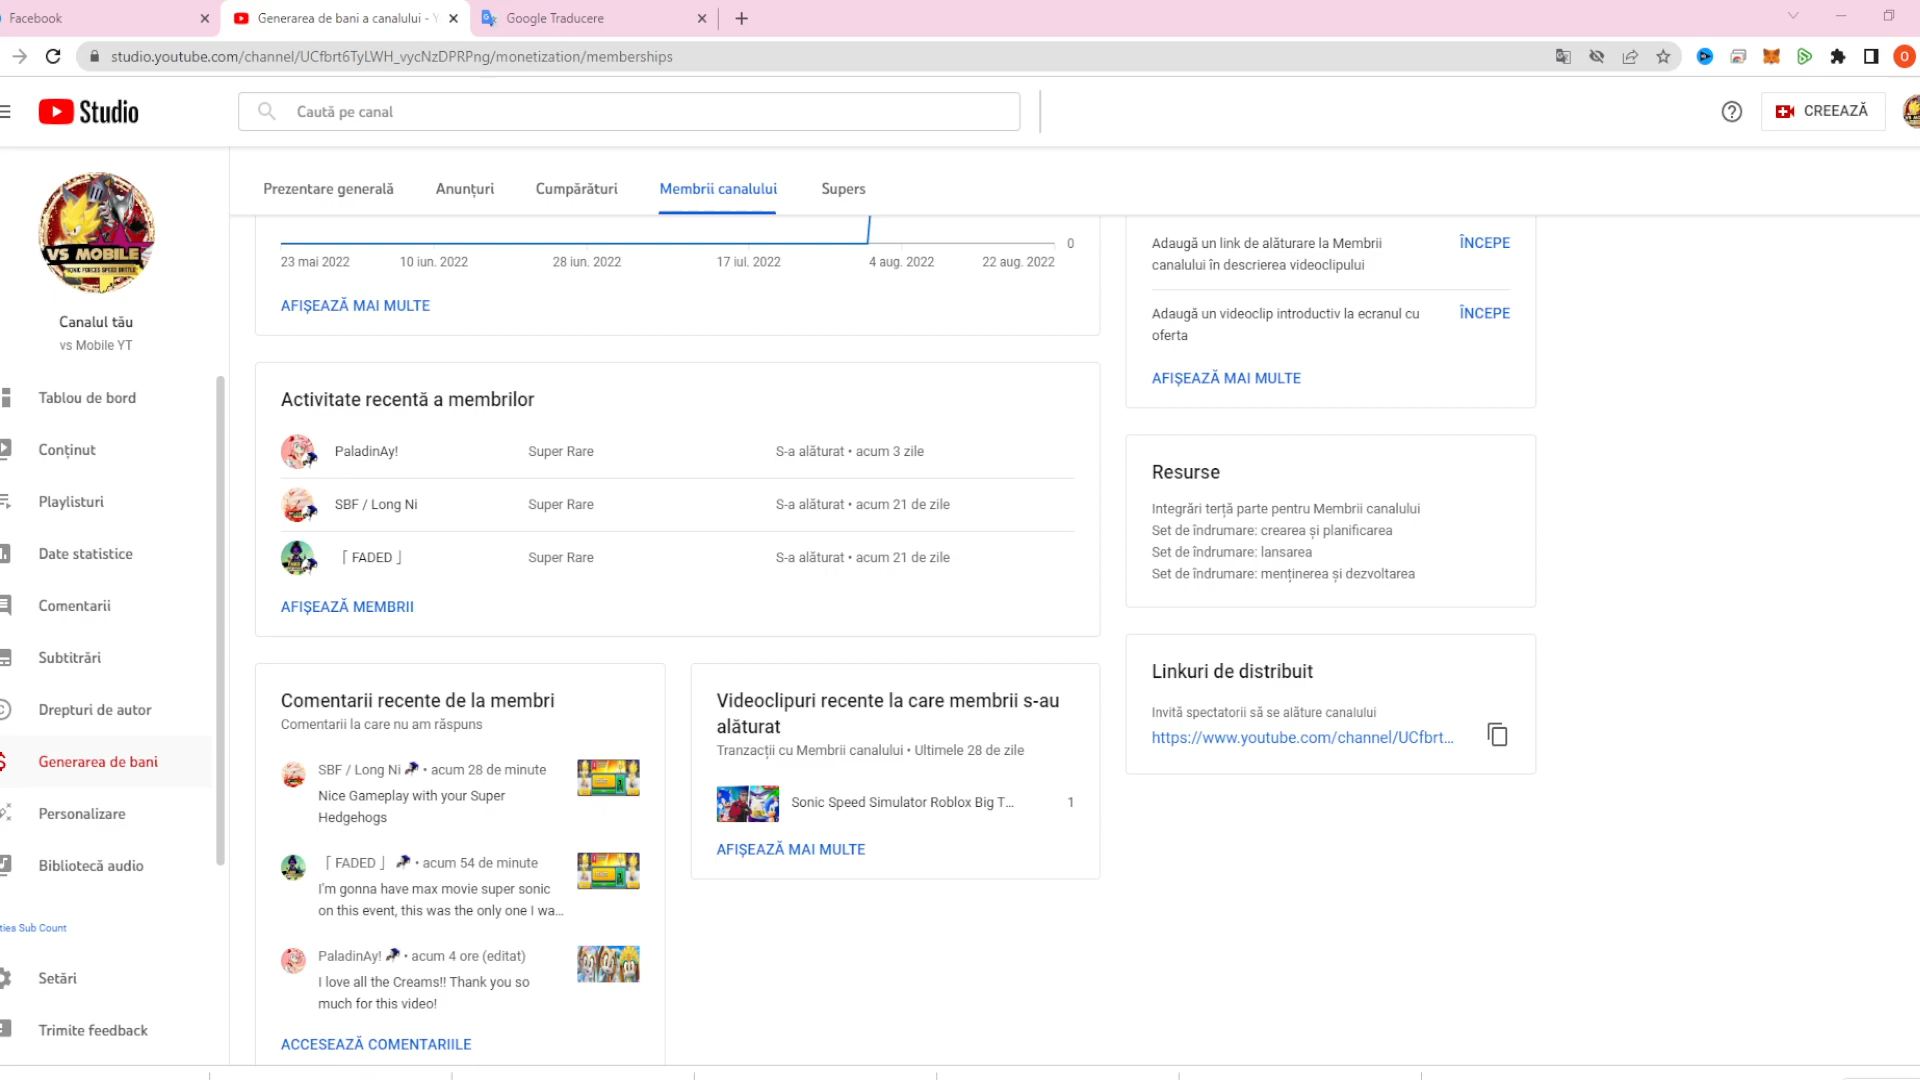 Facebook
Generarea de bani a canalului - Y
Google Traducere
studio.youtube.com/channel/UCfbrt6TyLWH_vycNzDPRPng/monetization/memberships
O
Studio
Caută pe canal
CREEAZĂ
VS MOBILE
SONIC FORCES SPEED BATTLE
Canalul tău
vs Mobile YT
Tablou de bord
Conținut
Playlisturi
Date statistice
Comentarii
Subtitrări
Drepturi de autor
Generarea de bani
Personalizare
Bibliotecă audio
ties Sub Count
Setări
Trimite feedback
Prezentare generală
Anunțuri
Cumpărături
Membrii canalului
Supers
0
23 mai 2022
10 iun. 2022
28 iun. 2022
17 iul. 2022
4 aug. 2022
22 aug. 2022
AFIȘEAZĂ MAI MULTE
Activitate recentă a membrilor
PaladinAy! Super Rare S-a alăturat • acum 3 zile
SBF / Long Ni Super Rare S-a alăturat • acum 21 de zile
「 FADED 」 Super Rare S-a alăturat • acum 21 de zile
AFIȘEAZĂ MEMBRII
Comentarii recente de la membri
Comentarii la care nu am răspuns
SBF / Long Ni • acum 28 de minute
Nice Gameplay with your Super
Hedgehogs
「 FADED 」 • acum 54 de minute
I'm gonna have max movie super sonic
on this event, this was the only one I wa...
PaladinAy! • acum 4 ore (editat)
I love all the Creams!! Thank you so
much for this video!
ACCESEAZĂ COMENTARIILE
Videoclipuri recente la care membrii s-au
alăturat
Tranzacții cu Membrii canalului • Ultimele 28 de zile
Sonic Speed Simulator Roblox Big T... 1
AFIȘEAZĂ MAI MULTE
Adaugă un link de alăturare la Membrii
canalului în descrierea videoclipului
ÎNCEPE
Adaugă un videoclip introductiv la ecranul cu
oferta
ÎNCEPE
AFIȘEAZĂ MAI MULTE
Resurse
Integrări terță parte pentru Membrii canalului
Set de îndrumare: crearea și planificarea
Set de îndrumare: lansarea
Set de îndrumare: menținerea și dezvoltarea
Linkuri de distribuit
Invită spectatorii să se alăture canalului
https://www.youtube.com/channel/UCfbrt...